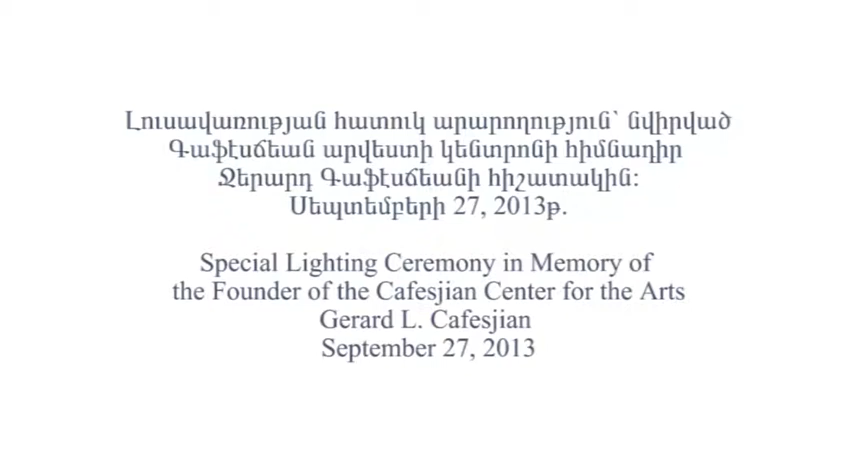 Լուսավառության հատուկ արարողություն՝ նվիրված
Գաֆէսճեան արվեստի կենտրոնի հիմնադիր
Ջերարդ Գաֆէսճեանի հիշատակին:
Սեպտեմբերի 27, 2013թ.
Special Lighting Ceremony in Memory of
the Founder of the Cafesjian Center for the Arts
Gerard L. Cafesjian
September 27, 2013